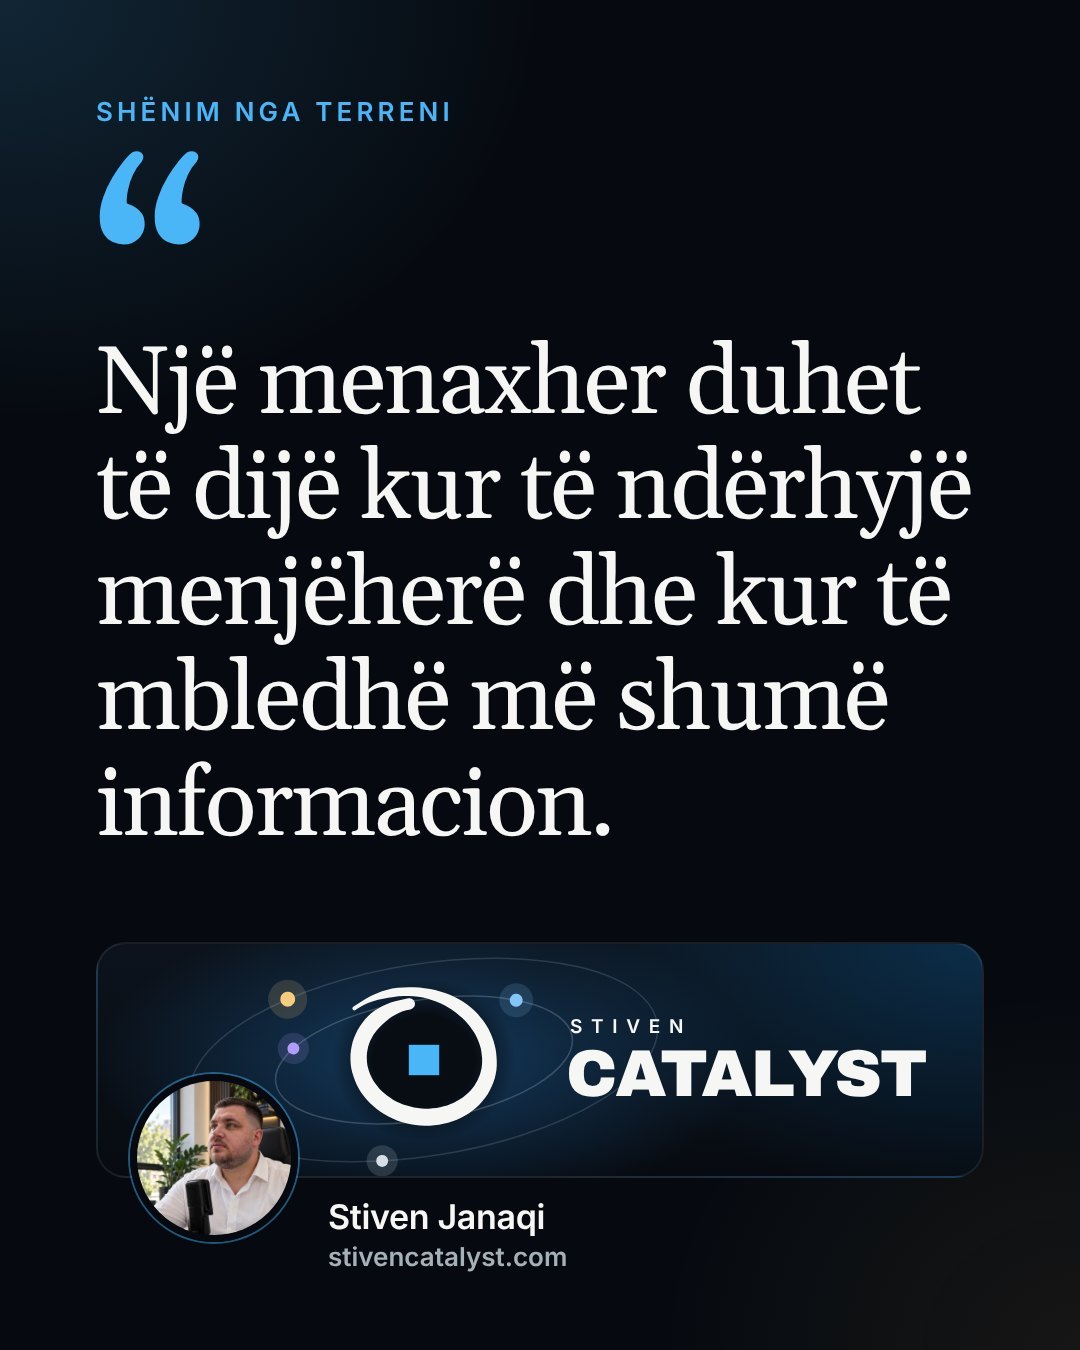 SHËNIM NGA TERRENI
“
Një menaxher duhet
të dijë kur të ndërhyjë
menjëherë dhe kur të
mbledhë më shumë
informacion.
STIVEN
CATALYST
Stiven Janaqi
stivencatalyst.com